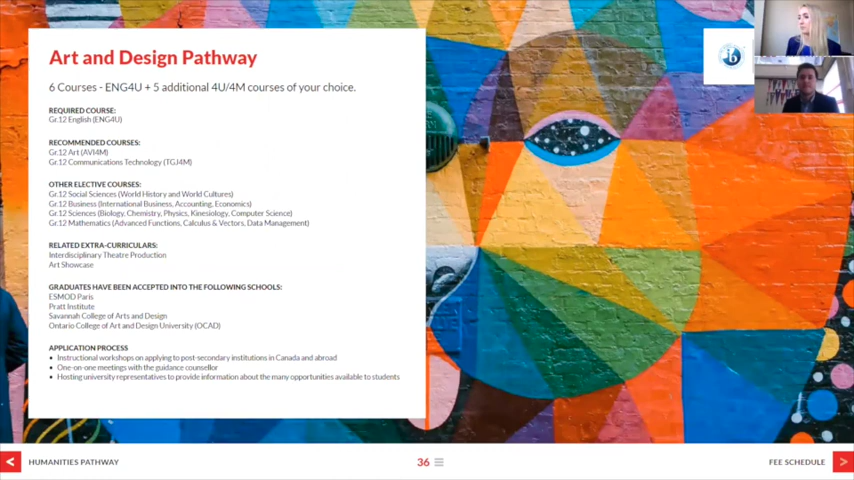 Art and Design Pathway
6 Courses - ENG4U + 5 additional 4U/4M courses of your choice.
REQUIRED COURSE:
Gr.12 English (ENG4U)
RECOMMENDED COURSES:
Gr.12 Art (AVI4M)
Gr.12 Communications Technology (TGJ4M)
OTHER ELECTIVE COURSES:
Gr.12 Social Sciences (World History and World Cultures)
Gr.12 Business (International Business, Accounting, Economics)
Gr.12 Sciences (Biology, Chemistry, Physics, Kinesiology, Computer Science)
Gr.12 Mathematics (Advanced Functions, Calculus & Vectors, Data Management)
RELATED EXTRA-CURRICULARS:
Interdisciplinary Theatre Production
Art Showcase
GRADUATES HAVE BEEN ACCEPTED INTO THE FOLLOWING SCHOOLS:
ESMOD Paris
Pratt Institute
Savannah College of Arts and Design
Ontario College of Art and Design University (OCAD)
APPLICATION PROCESS
• Instructional workshops on applying to post-secondary institutions in Canada and abroad
• One-on-one meetings with the guidance counsellor
• Hosting university representatives to provide information about the many opportunities available to students
< HUMANITIES PATHWAY
36
FEE SCHEDULE >